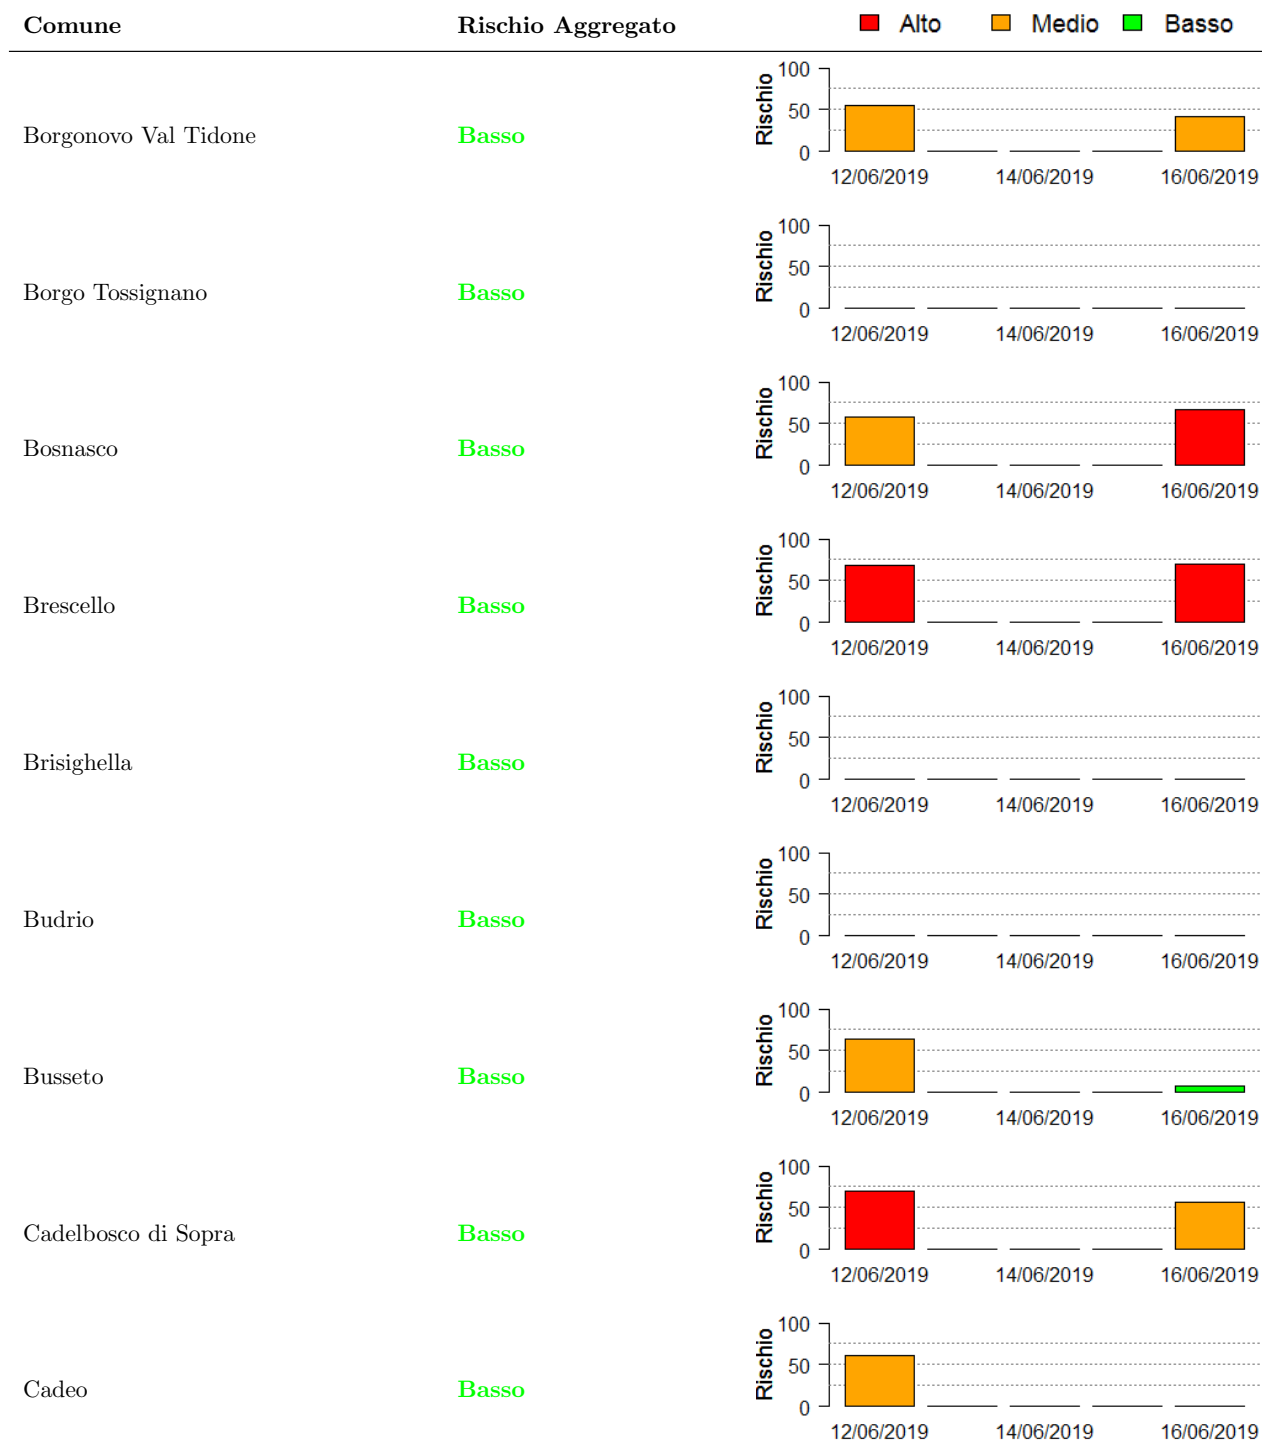 Comune Rischio Aggregato Alto Medio Basso
100
50
0
Rischio
Borgonovo Val Tidone Basso
12/06/2019 14/06/2019 16/06/2019
100
50
0
Rischio
Borgo Tossignano Basso
12/06/2019 14/06/2019 16/06/2019
100
50
0
Rischio
Bosnasco Basso
12/06/2019 14/06/2019 16/06/2019
100
50
0
Rischio
Brescello Basso
12/06/2019 14/06/2019 16/06/2019
100
50
0
Rischio
Brisighella Basso
12/06/2019 14/06/2019 16/06/2019
100
50
0
Rischio
Budrio Basso
12/06/2019 14/06/2019 16/06/2019
100
50
0
Rischio
Busseto Basso
12/06/2019 14/06/2019 16/06/2019
100
50
0
Rischio
Cadelbosco di Sopra Basso
12/06/2019 14/06/2019 16/06/2019
100
50
0
Rischio
Cadeo Basso
12/06/2019 14/06/2019 16/06/2019